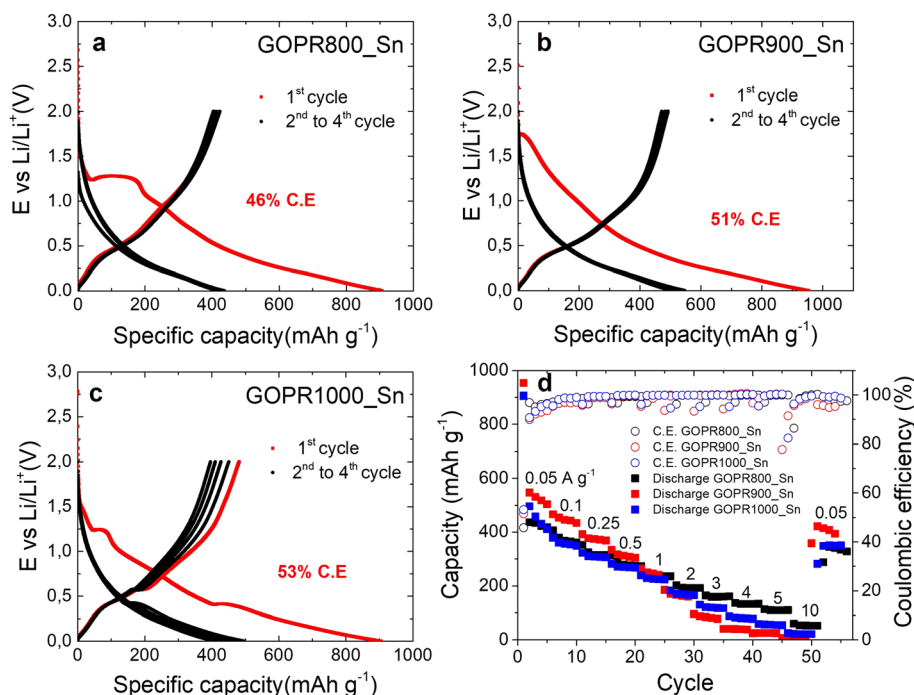 a GOPR800_Sn
3,0
2.5
2.0
1.5
1.0
0.5
0.0
E vs Li/Li⁺(V)
1ˢᵗ cycle
2ⁿᵈ to 4ᵗʰ cycle
46% C.E
0 200 400 600 800 1000
Specific capacity(mAh g⁻¹)
b GOPR900_Sn
3,0
2,5
2,0
1,5
1,0
0,5
0,0
E vs Li/Li⁺(V)
1ˢᵗ cycle
2ⁿᵈ to 4ᵗʰ cycle
51% C.E
0 200 400 600 800 1000
Specific capacity(mAh g⁻¹)
c GOPR1000_Sn
3,0
2.5
2.0
1.5
1.0
0.5
0.0
E vs Li/Li⁺(V)
1ˢᵗ cycle
2ⁿᵈ to 4ᵗʰ cycle
53% C.E
0 200 400 600 800 1000
Specific capacity(mAh g⁻¹)
d
1000
800
600
400
200
0
Capacity (mAh g⁻¹)
C.E. GOPR800_Sn
C.E. GOPR900_Sn
C.E. GOPR1000_Sn
Discharge GOPR800_Sn
Discharge GOPR900_Sn
Discharge GOPR1000_Sn
0.05 A g⁻¹
0.1
0.25
0.5
1
2
3
4
5
10
0.05
100
80
60
40
20
0
Coulombic efficiency (%)
0 10 20 30 40 50
Cycle